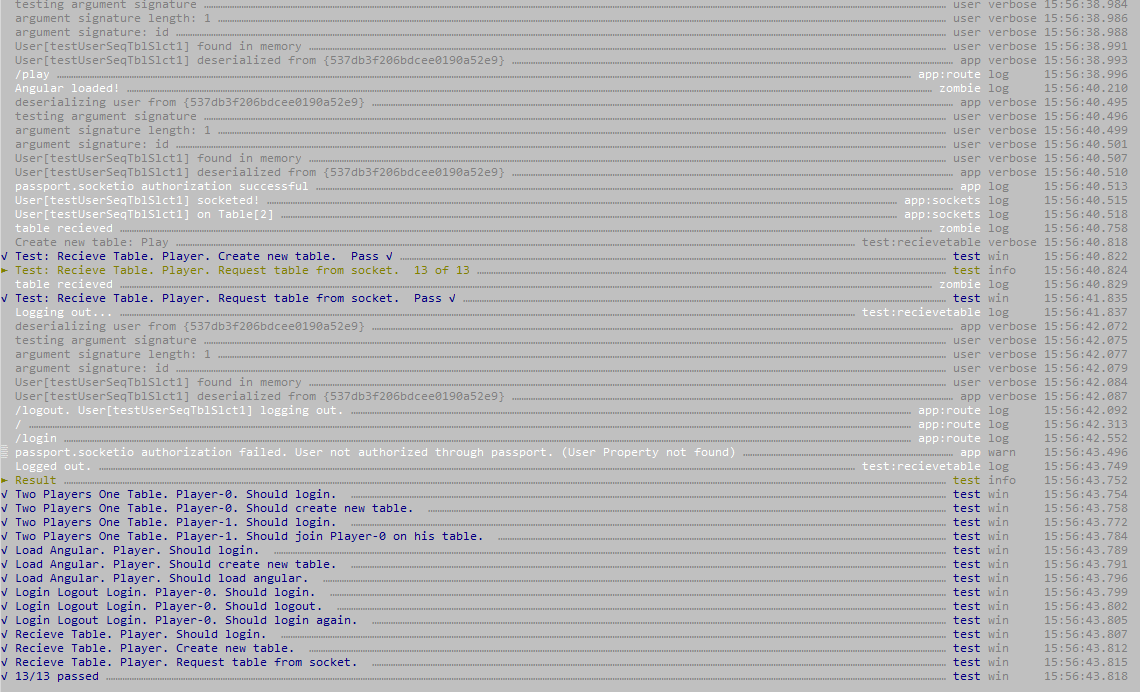 testing argument signature user verbose 15:56:38.984
argument signature length: 1 user verbose 15:56:38.986
argument signature: id user verbose 15:56:38.988
User[testUserSeqTblSlct1] found in memory user verbose 15:56:38.991
User[testUserSeqTblSlct1] deserialized from {537db3f206bdcee0190a52e9} app verbose 15:56:38.993
/play app:route log 15:56:38.996
Angular loaded! zombie log 15:56:40.210
deserializing user from {537db3f206bdcee0190a52e9} app verbose 15:56:40.495
testing argument signature user verbose 15:56:40.496
argument signature length: 1 user verbose 15:56:40.499
argument signature: id user verbose 15:56:40.501
User[testUserSeqTblSlct1] found in memory user verbose 15:56:40.507
User[testUserSeqTblSlct1] deserialized from {537db3f206bdcee0190a52e9} app verbose 15:56:40.510
passport.socketio authorization successful app log 15:56:40.513
User[testUserSeqTblSlct1] socketed! app:sockets log 15:56:40.515
User[testUserSeqTblSlct1] on Table[2] app:sockets log 15:56:40.518
table recieved zombie log 15:56:40.758
Create new table: Play test:recievetable verbose 15:56:40.818
√ Test: Recieve Table. Player. Create new table.  Pass √ test win 15:56:40.822
► Test: Recieve Table. Player. Request table from socket.  13 of 13 test info 15:56:40.824
table recieved zombie log 15:56:40.829
√ Test: Recieve Table. Player. Request table from socket.  Pass √ test win 15:56:41.835
Logging out... test:recievetable log 15:56:41.837
deserializing user from {537db3f206bdcee0190a52e9} app verbose 15:56:42.072
testing argument signature user verbose 15:56:42.075
argument signature length: 1 user verbose 15:56:42.077
argument signature: id user verbose 15:56:42.079
User[testUserSeqTblSlct1] found in memory user verbose 15:56:42.084
User[testUserSeqTblSlct1] deserialized from {537db3f206bdcee0190a52e9} app verbose 15:56:42.087
/logout. User[testUserSeqTblSlct1] logging out. app:route log 15:56:42.092
/ app:route log 15:56:42.313
/login app:route log 15:56:42.552
▒ passport.socketio authorization failed. User not authorized through passport. (User Property not found) app warn 15:56:43.496
Logged out. test:recievetable log 15:56:43.749
► Result test info 15:56:43.752
√ Two Players One Table. Player-0. Should login. test win 15:56:43.754
√ Two Players One Table. Player-0. Should create new table. test win 15:56:43.758
√ Two Players One Table. Player-1. Should login. test win 15:56:43.772
√ Two Players One Table. Player-1. Should join Player-0 on his table. test win 15:56:43.784
√ Load Angular. Player. Should login. test win 15:56:43.789
√ Load Angular. Player. Should create new table. test win 15:56:43.791
√ Load Angular. Player. Should load angular. test win 15:56:43.796
√ Login Logout Login. Player-0. Should login. test win 15:56:43.799
√ Login Logout Login. Player-0. Should logout. test win 15:56:43.802
√ Login Logout Login. Player-0. Should login again. test win 15:56:43.805
√ Recieve Table. Player. Should login. test win 15:56:43.807
√ Recieve Table. Player. Create new table. test win 15:56:43.812
√ Recieve Table. Player. Request table from socket. test win 15:56:43.815
√ 13/13 passed test win 15:56:43.818